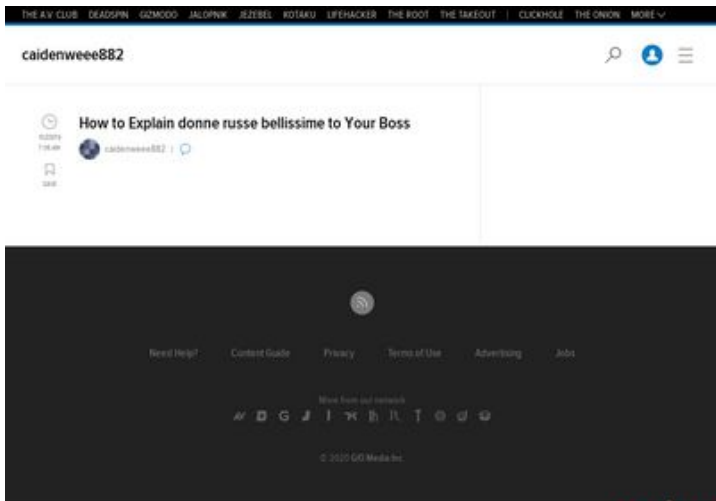 THE A.V. CLUB DEADSPIN GIZMODO JALOPNIK JEZEBEL KOTAKU LIFEHACKER THE ROOT THE TAKEOUT | CLICKHOLE THE ONION MORE
caidenweee882
How to Explain donne russe bellissime to Your Boss
caidenweee882 |
Save
Need Help? Content Guide Privacy Terms of Use Advertising Jobs
More from our network
© 2020 G/O Media Inc.